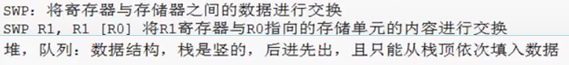 SWP: 将寄存器与存储器之间的数据进行交换
SWP R1, R1 [R0] 将R1寄存器与R0指向的存储单元的内容进行交换
堆，队列：数据结构，栈是竖的，后进先出，且只能从栈顶依次填入数据